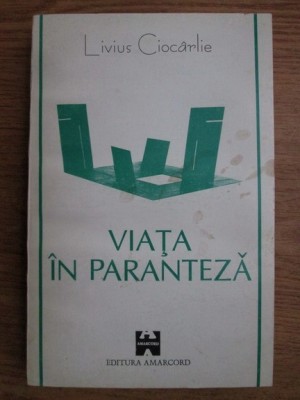 Livius Ciocârlie
VIAȚA
ÎN PARANTEZĂ
AMARCORD
EDITURA AMARCORD